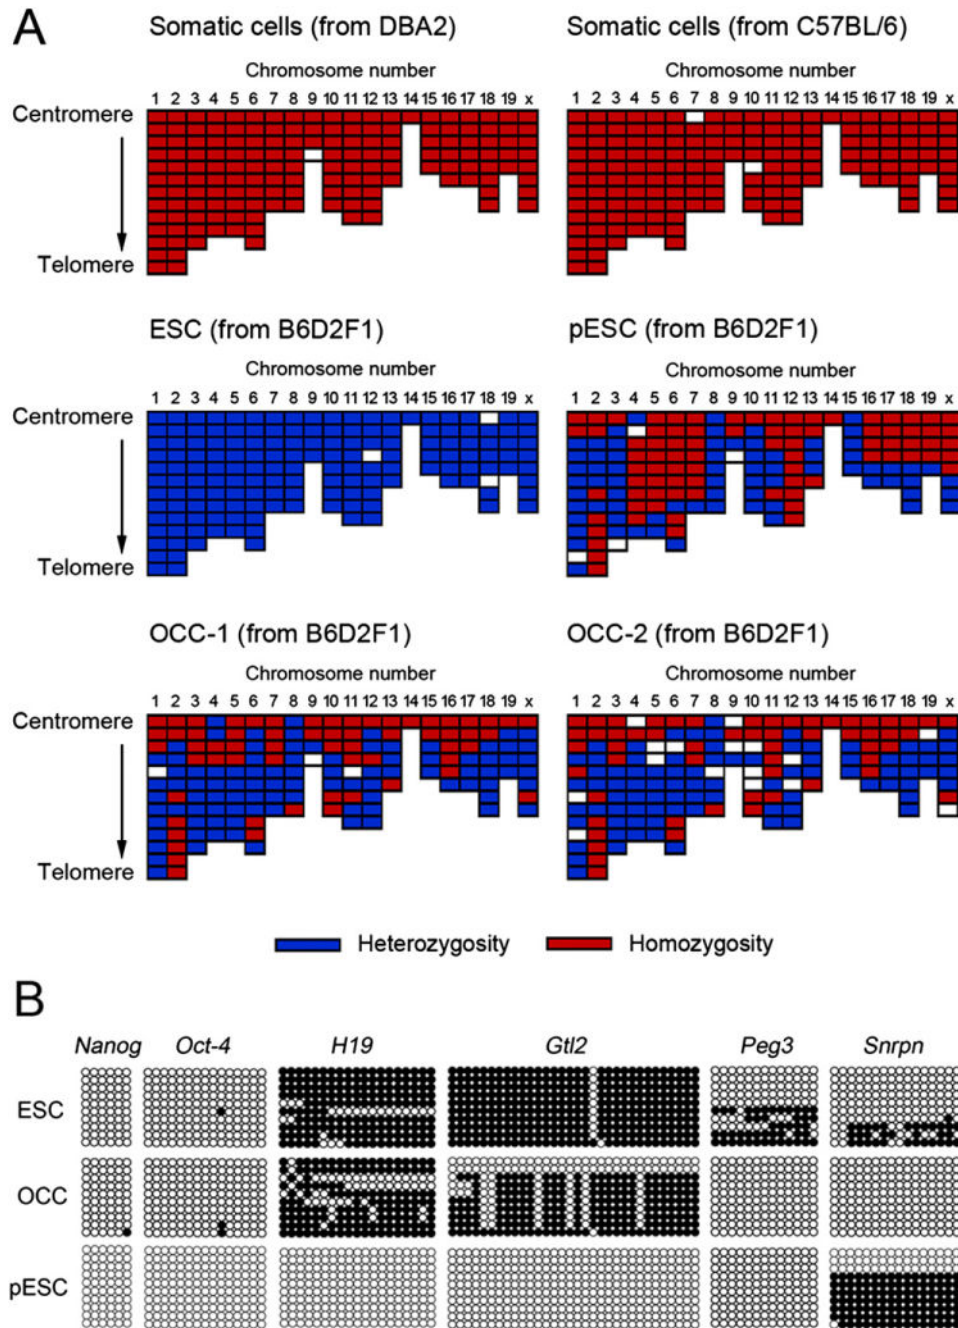 A
Somatic cells (from DBA2)
Somatic cells (from C57BL/6)
Chromosome number
Chromosome number
1 2 3 4 5 6 7 8 9 10 11 12 13 14 15 16 17 18 19 x
1 2 3 4 5 6 7 8 9 10 11 12 13 14 15 16 17 18 19 x
Centromere
Telomere
ESC (from B6D2F1)
pESC (from B6D2F1)
Chromosome number
Chromosome number
1 2 3 4 5 6 7 8 9 10 11 12 13 14 15 16 17 18 19 x
1 2 3 4 5 6 7 8 9 10 11 12 13 14 15 16 17 18 19 x
Centromere
Telomere
OCC-1 (from B6D2F1)
OCC-2 (from B6D2F1)
Chromosome number
Chromosome number
1 2 3 4 5 6 7 8 9 10 11 12 13 14 15 16 17 18 19 x
1 2 3 4 5 6 7 8 9 10 11 12 13 14 15 16 17 18 19 x
Centromere
Telomere
Heterozygosity
Homozygosity
B
Nanog Oct-4 H19 Gtl2 Peg3 Snrpn
ESC
OCC
pESC